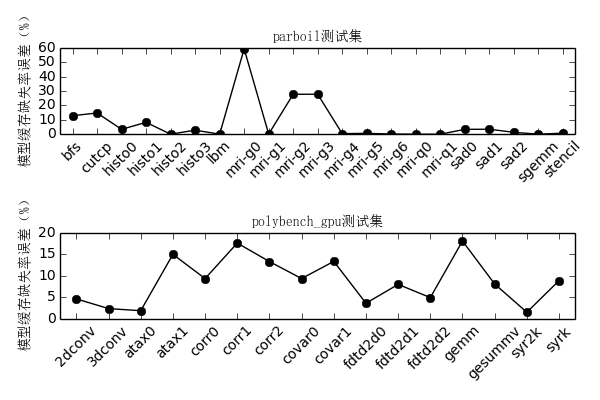 parboil测试集
模型缓存缺失率误差（%）
60
50
40
30
20
10
0
bfs
cutcp
histo0
histo1
histo2
histo3
lbm
mri-g0
mri-g1
mri-g2
mri-g3
mri-g4
mri-g5
mri-g6
mri-q0
mri-q1
sad0
sad1
sad2
sgemm
stencil
polybench_gpu测试集
模型缓存缺失率误差（%）
20
15
10
5
0
2dconv
3dconv
atax0
atax1
corr0
corr1
corr2
covar0
covar1
fdtd2d0
fdtd2d1
fdtd2d2
gemm
gesummv
syr2k
syrk